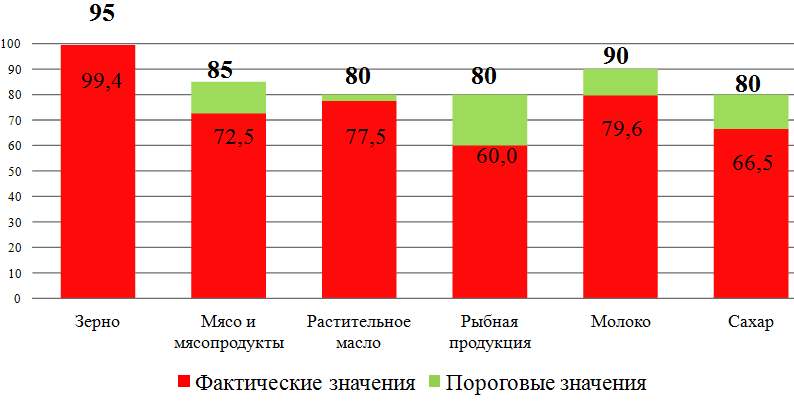 95
85
80
80
90
80
100
90
80
70
60
50
40
30
20
10
0
99,4
72,5
77,5
60,0
79,6
66,5
Зерно
Мясо и
мясопродукты
Растительное
масло
Рыбная
продукция
Молоко
Сахар
Фактические значения
Пороговые значения